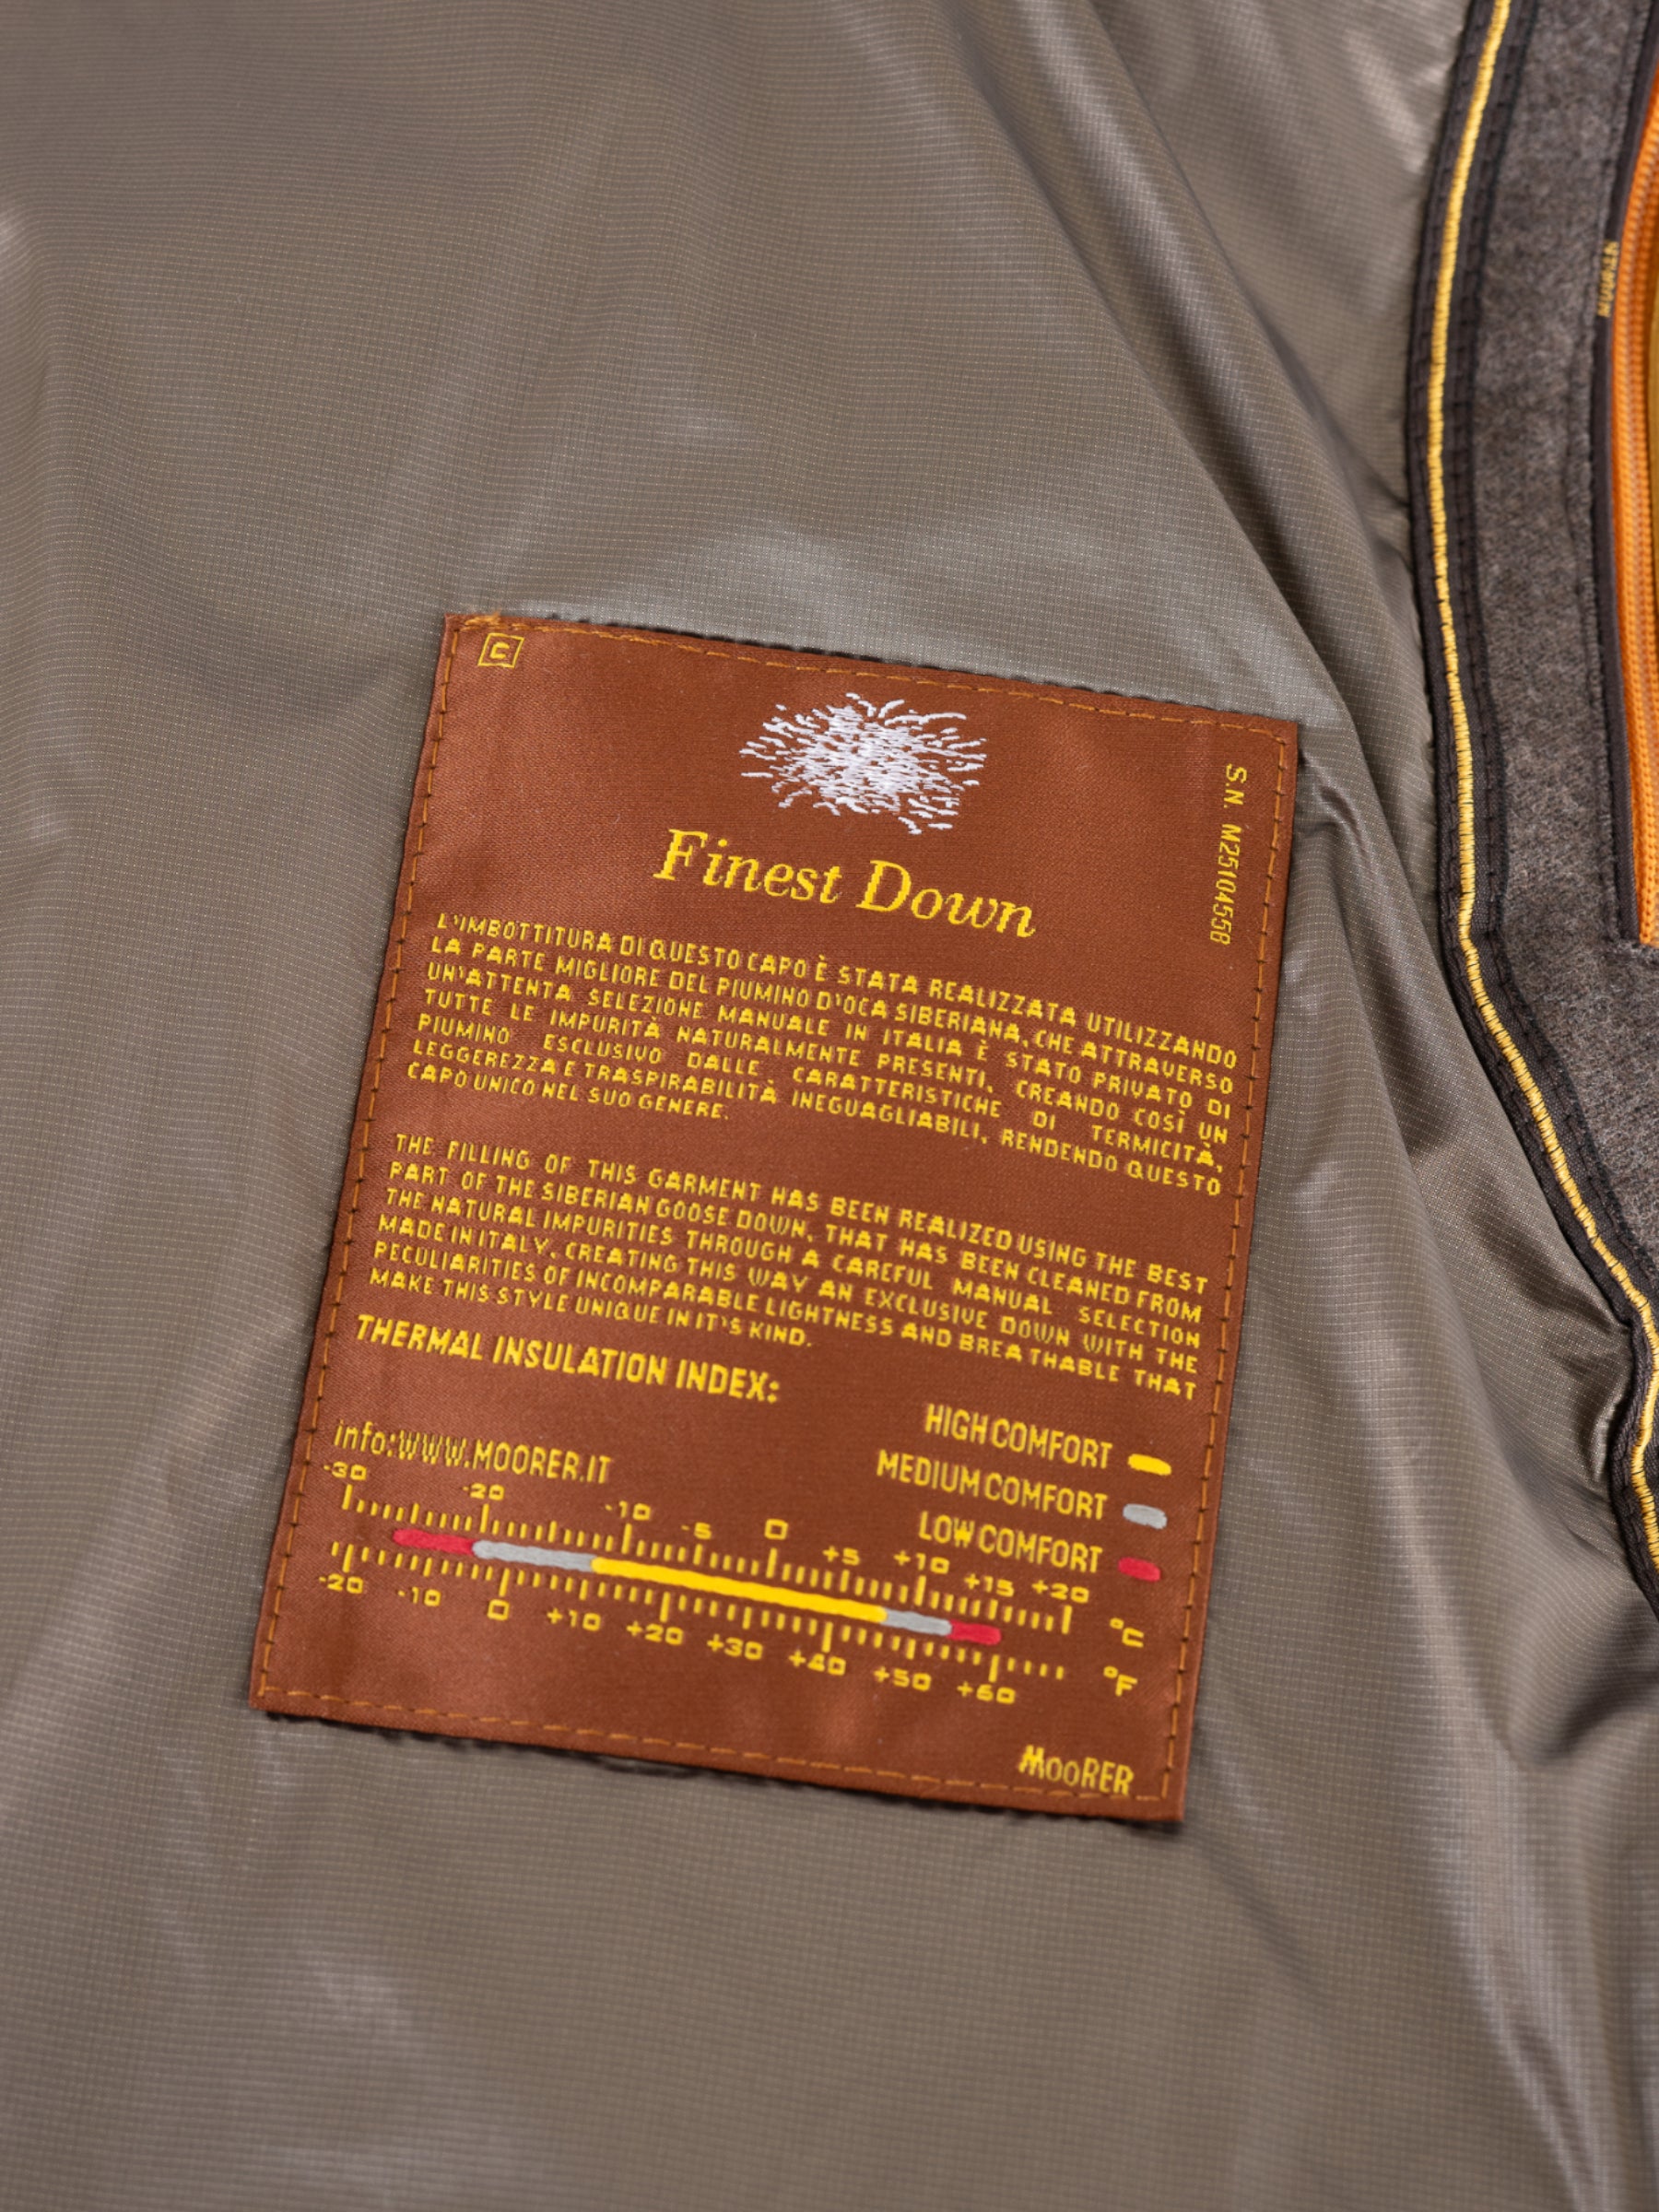 C
S.N. M25104558
Finest Down
L'IMBOTTITURA DI QUESTO CAPO È STATA REALIZZATA UTILIZZANDO
LA PARTE MIGLIORE DEL PIUMINO D'OCA SIBERIANA, CHE ATTRAVERSO
UN'ATTENTA SELEZIONE MANUALE IN ITALIA È STATO PRIVATO DI
TUTTE LE IMPURITÀ NATURALMENTE PRESENTI, CREANDO COSÌ UN
PIUMINO ESCLUSIVO DALLE CARATTERISTICHE DI TERMICITÀ,
LEGGEREZZA E TRASPIRABILITÀ INEGUAGLIABILI, RENDENDO QUESTO
CAPO UNICO NEL SUO GENERE.
THE FILLING OF THIS GARMENT HAS BEEN REALIZED USING THE BEST
PART OF THE SIBERIAN GOOSE DOWN, THAT HAS BEEN CLEANED FROM
THE NATURAL IMPURITIES THROUGH A CAREFUL MANUAL SELECTION
MADE IN ITALY, CREATING THIS WAY AN EXCLUSIVE DOWN WITH THE
PECULIARITIES OF INCOMPARABLE LIGHTNESS AND BREATHABLE THAT
MAKE THIS STYLE UNIQUE IN IT'S KIND.
THERMAL INSULATION INDEX:
HIGH COMFORT
MEDIUM COMFORT
LOW COMFORT
info:WWW.MOORER.IT
-30 -20 -10 -5 0 +5 +10 +15 +20 °C
-20 -10 0 +10 +20 +30 +40 +50 +60 °F
MOORER
MOORER